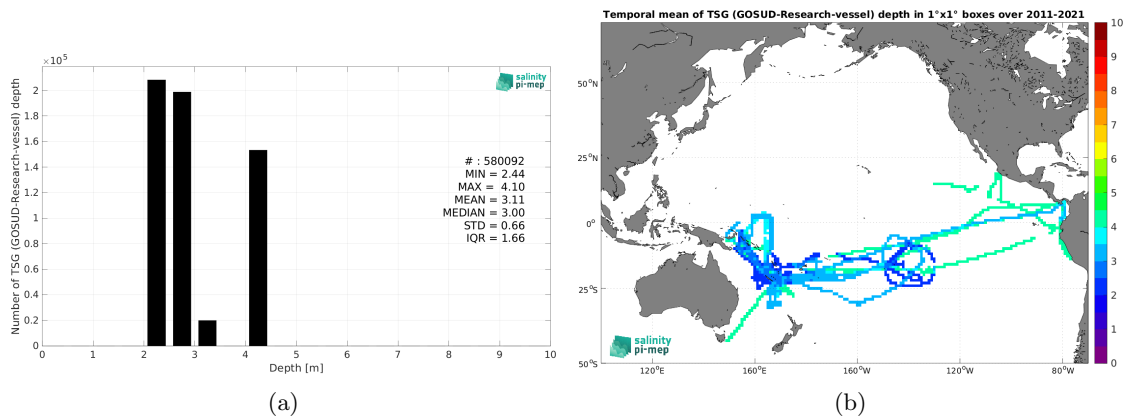 ×10^5
2
1.8
1.6
1.4
1.2
1
0.8
0.6
0.4
0.2
0
Number of TSG (GOSUD-Research-vessel) depth
0 1 2 3 4 5 6 7 8 9 10
Depth [m]
salinity
pi-mep
# : 580092
MIN = 2.44
MAX = 4.10
MEAN = 3.11
MEDIAN = 3.00
STD = 0.66
IQR = 1.66
(a)
Temporal mean of TSG (GOSUD-Research-vessel) depth in 1°x1° boxes over 2011-2021
50°N
25°N
0°
25°S
50°S
120°E 160°E 160°W 120°W 80°W
salinity
pi-mep
10
9
8
7
6
5
4
3
2
1
0
(b)